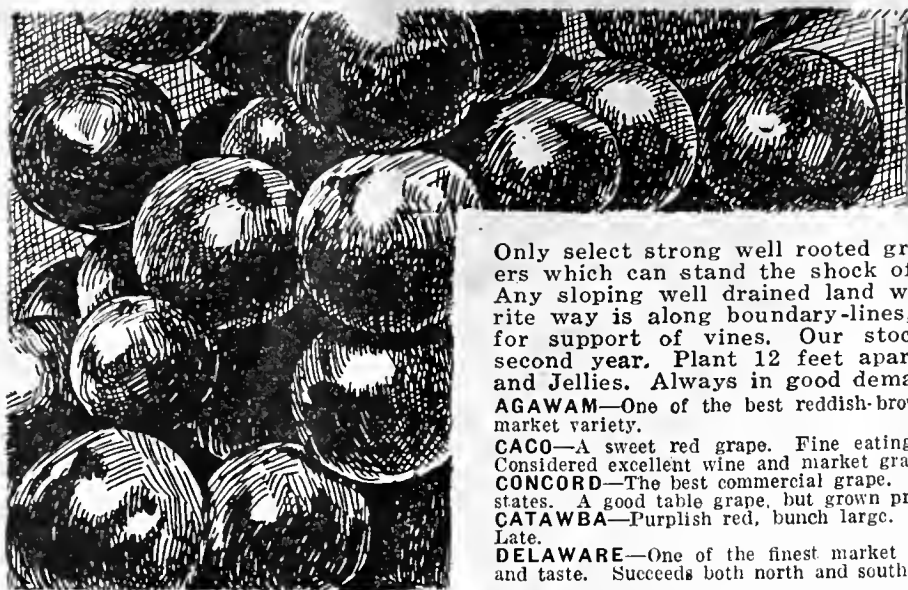 Only select strong well rooted gr
ers which can stand the shock of
Any sloping well drained land w
rite way is along boundary-lines,
for support of vines. Our stoc
second year. Plant 12 feet apar
and Jellies. Always in good dema
AGAWAM—One of the best reddish-bro
market variety.
CACO—A sweet red grape. Fine eating
Considered excellent wine and market gra
CONCORD—The best commercial grape.
states. A good table grape, but grown pr
CATAWBA—Purplish red, bunch large.
Late.
DELAWARE—One of the finest market
and taste. Succeeds both north and south